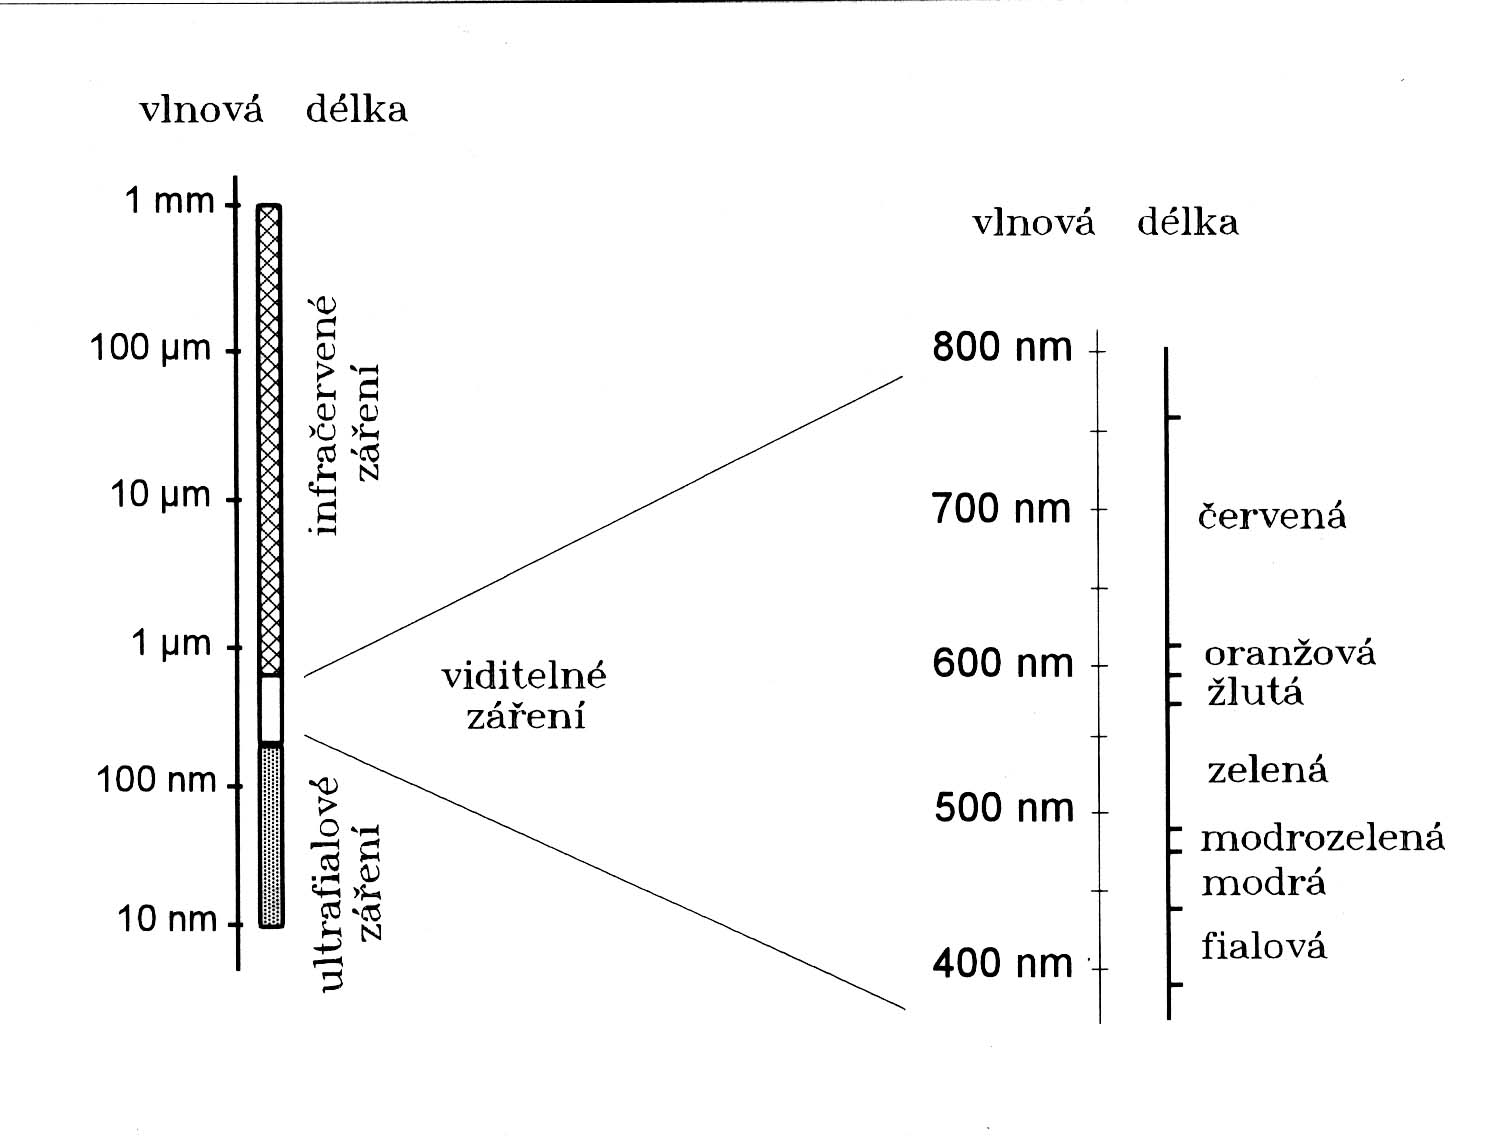 vlnová délka
1 mm
100 µm
10 µm
1 µm
100 nm
10 nm
infračervené
záření
viditelné
záření
ultrafialové
záření
vlnová délka
800 nm
700 nm
600 nm
500 nm
400 nm
červená
oranžová
žlutá
zelená
modrozelená
modrá
fialová